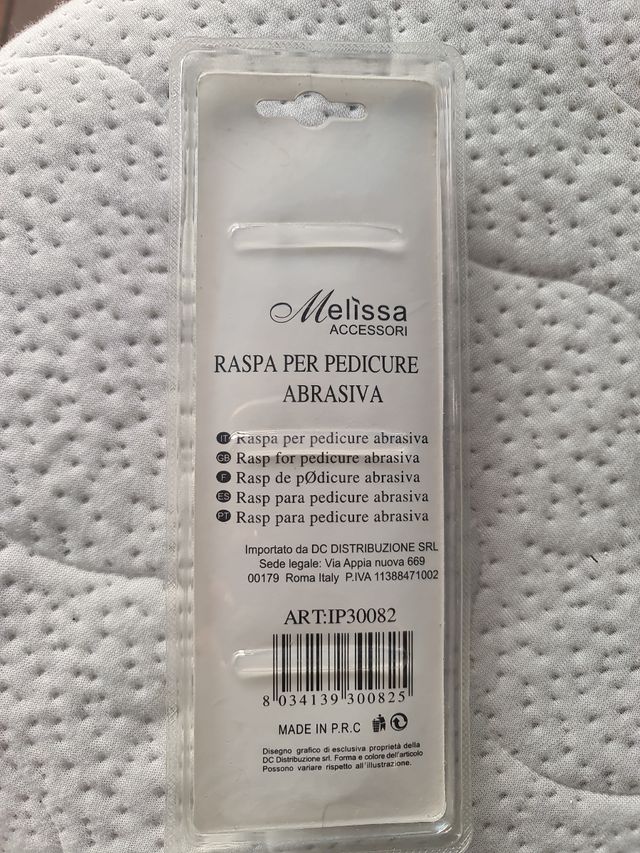 Melissa
ACCESSORI
RASPA PER PEDICURE
ABRASIVA
IT Raspa per pedicure abrasiva
GB Rasp for pedicure abrasiva
F Rasp de pØdicure abrasiva
ES Rasp para pedicure abrasiva
PT Rasp para pedicure abrasiva
Importato da DC DISTRIBUZIONE SRL
Sede legale: Via Appia nuova 669
00179 Roma Italy P.IVA 11388471002
ART:IP30082
8 034139 300825
MADE IN P.R.C
Disegno grafico di esclusiva proprietà della
DC Distribuzione srl. Forma e colore dell'articolo
Possono variare rispetto all'illustrazione.